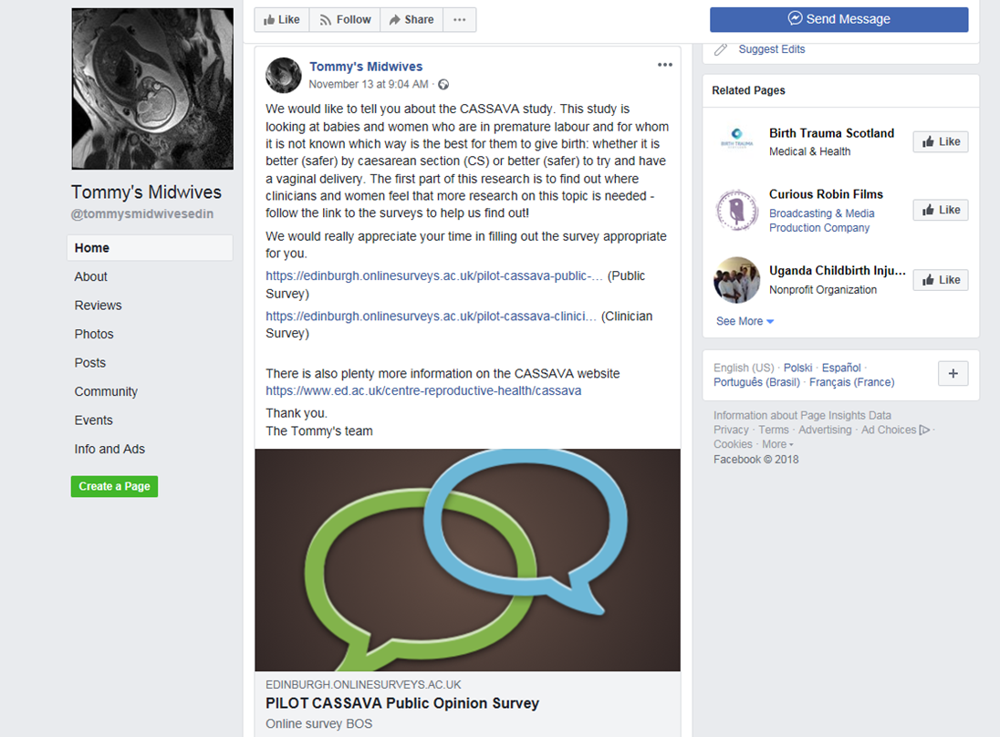 Like
Follow
Share
Send Message
Tommy's Midwives
@tommysmidwivesedin
Home
About
Reviews
Photos
Posts
Community
Events
Info and Ads
Create a Page
Tommy's Midwives
November 13 at 9:04 AM ·
We would like to tell you about the CASSAVA study. This study is
looking at babies and women who are in premature labour and for whom
it is not known which way is the best for them to give birth: whether it is
better (safer) by caesarean section (CS) or better (safer) to try and have
a vaginal delivery. The first part of this research is to find out where
clinicians and women feel that more research on this topic is needed -
follow the link to the surveys to help us find out!
We would really appreciate your time in filling out the survey appropriate
for you.
https://edinburgh.onlinesurveys.ac.uk/pilot-cassava-public-... (Public
Survey)
https://edinburgh.onlinesurveys.ac.uk/pilot-cassava-clinici... (Clinician
Survey)
There is also plenty more information on the CASSAVA website
https://www.ed.ac.uk/centre-reproductive-health/cassava
Thank you.
The Tommy's team
EDINBURGH.ONLINESURVEYS.AC.UK
PILOT CASSAVA Public Opinion Survey
Online survey BOS
Suggest Edits
Related Pages
Birth Trauma Scotland
Medical & Health
Like
Curious Robin Films
Broadcasting & Media
Production Company
Like
Uganda Childbirth Inju...
Nonprofit Organization
Like
See More
English (US) · Polski · Español ·
Português (Brasil) · Français (France)
Information about Page Insights Data
Privacy · Terms · Advertising · Ad Choices ·
Cookies · More
Facebook © 2018